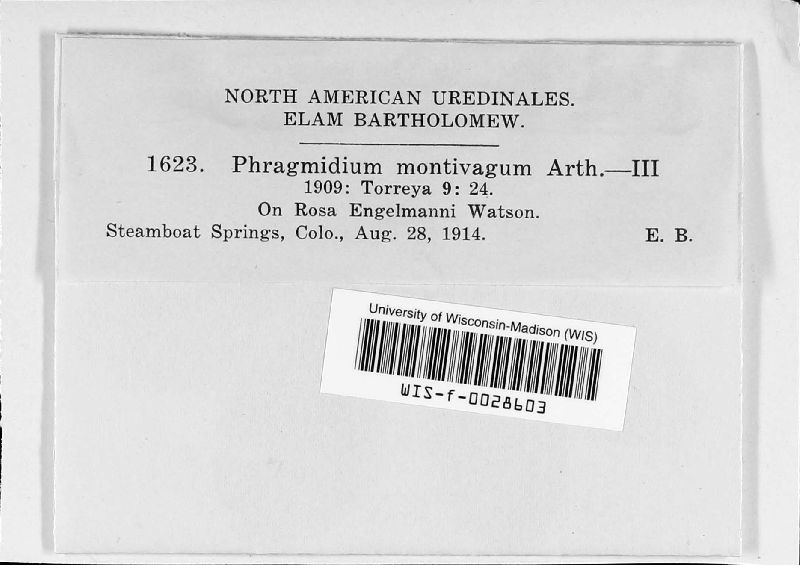 NORTH AMERICAN UREDINALES.
ELAM BARTHOLOMEW.
1623. Phragmidium montivagum Arth.—III
1909: Torreya 9: 24.
On Rosa Engelmanni Watson.
Steamboat Springs, Colo., Aug. 28, 1914. E. B.
University of Wisconsin-Madison (WIS)
WIS-f-0028603